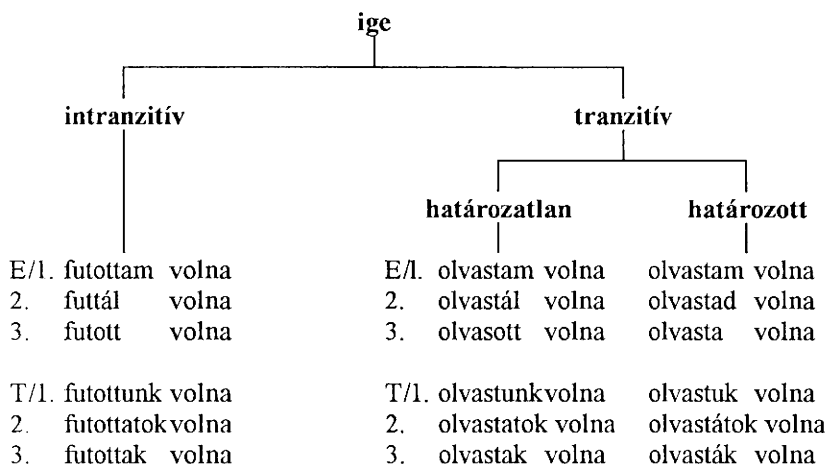 ige
intranzitív tranzitív
határozatlan határozott
E/1. futottam volna E/1. olvastam volna olvastam volna
2. futtál volna 2. olvastál volna olvastad volna
3. futott volna 3. olvasott volna olvasta volna
T/1. futottunk volna T/1. olvastunkvolna olvastuk volna
2. futottatokvolna 2. olvastatok volna olvastátok volna
3. futottak volna 3. olvastak volna olvasták volna